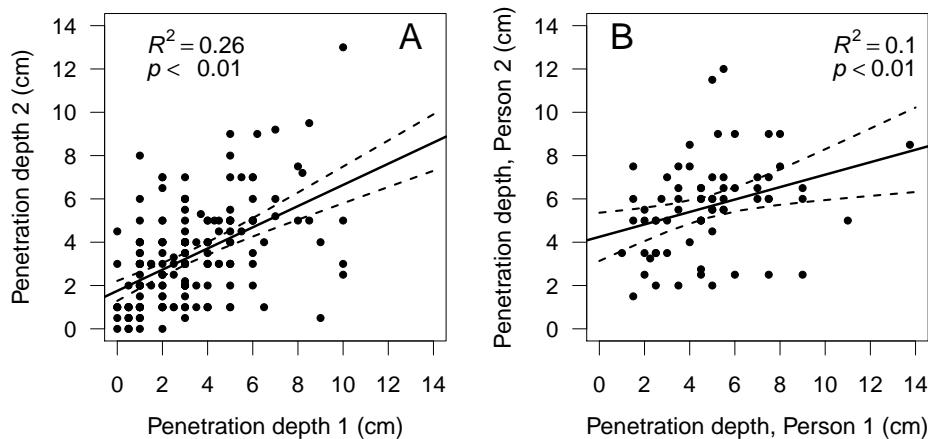 A
R² = 0.26
p < 0.01
Penetration depth 2 (cm)
14
12
10
8
6
4
2
0
0 2 4 6 8 10 12 14
Penetration depth 1 (cm)
B
R² = 0.1
p < 0.01
Penetration depth, Person 2 (cm)
14
12
10
8
6
4
2
0
0 2 4 6 8 10 12 14
Penetration depth, Person 1 (cm)